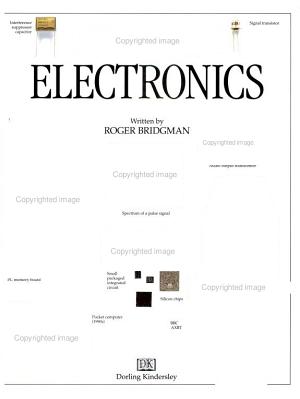 Interference
suppressor
capacitor
Signal transistor
Copyrighted image
ELECTRONICS
Written by
ROGER BRIDGMAN
Copyrighted image
Copyrighted image
Copyrighted image
Spectrum of a pulse signal
Small
packaged
integrated
circuit
memory board
Silicon chips
Copyrighted image
Pocket computer
(1980s)
Copyrighted image
DK
Dorling Kindersley